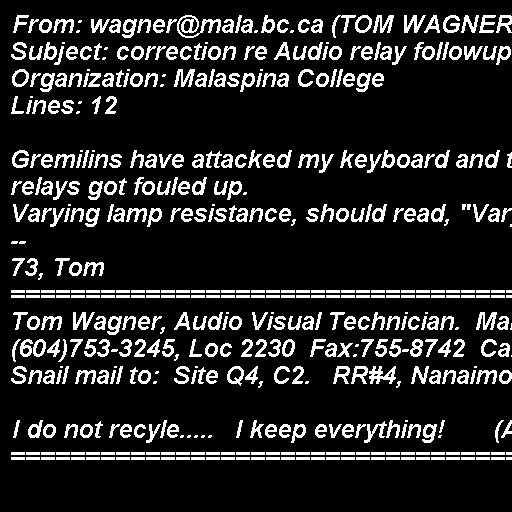 From: wagner@mala.bc.ca (TOM WAGNER
Subject: correction re Audio relay followup
Organization: Malaspina College
Lines: 12

Gremilins have attacked my keyboard and t
relays got fouled up.
Varying lamp resistance, should read, "Vary
--
73, Tom
=========================================
Tom Wagner, Audio Visual Technician.  Mal
(604)753-3245, Loc 2230  Fax:755-8742  Ca
Snail mail to:  Site Q4, C2.   RR#4, Nanaimo

I do not recyle.....   I keep everything!       (A
=========================================